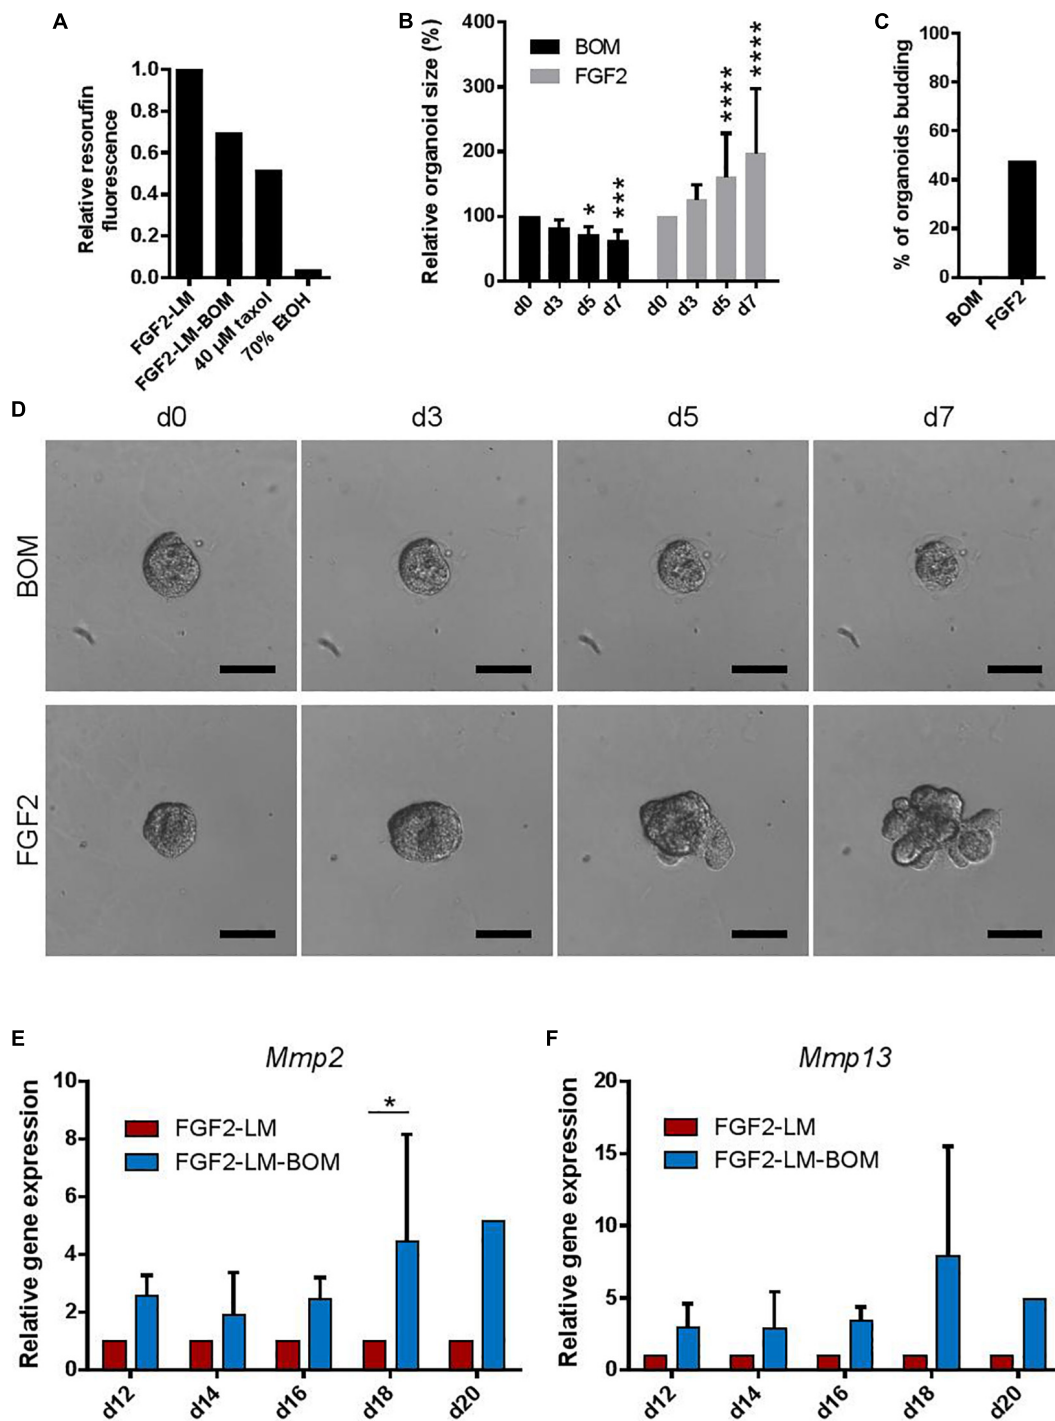 A
Relative resorufin
fluorescence
1.0
0.8
0.6
0.4
0.2
0.0
FGF2-LM
FGF2-LM-BOM
40 µM taxol
70% EtOH
B
Relative organoid size (%)
400
300
200
100
0
BOM
FGF2
*
***
****
****
d0
d3
d5
d7
d0
d3
d5
d7
C
% of organoids budding
100
80
60
40
20
0
BOM
FGF2
D
d0
d3
d5
d7
BOM
FGF2
E
Mmp2
Relative gene expression
10
8
6
4
2
0
FGF2-LM
FGF2-LM-BOM
*
d12
d14
d16
d18
d20
F
Mmp13
Relative gene expression
20
15
10
5
0
FGF2-LM
FGF2-LM-BOM
d12
d14
d16
d18
d20